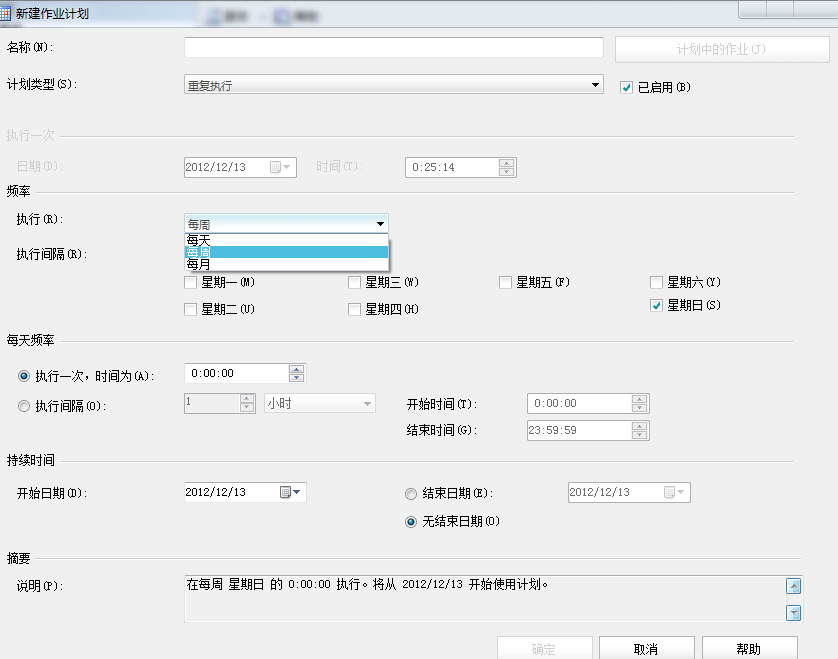 新建作业计划
名称(N):
计划中的作业(J)
计划类型(S): 重复执行 已启用(B)
执行一次
日期(D): 2012/12/13 时间(T): 0:25:14
频率
执行(R): 每周
每天
执行间隔(R): 每周
每月
星期一(M) 星期三(W) 星期五(F) 星期六(Y)
星期二(U) 星期四(H) 星期日(S)
每天频率
执行一次，时间为(A): 0:00:00
执行间隔(O): 1 小时 开始时间(T): 0:00:00
结束时间(G): 23:59:59
持续时间
开始日期(D): 2012/12/13 结束日期(E): 2012/12/13
无结束日期(O)
摘要
说明(P): 在每周 星期日 的 0:00:00 执行。将从 2012/12/13 开始使用计划。
确定 取消 帮助